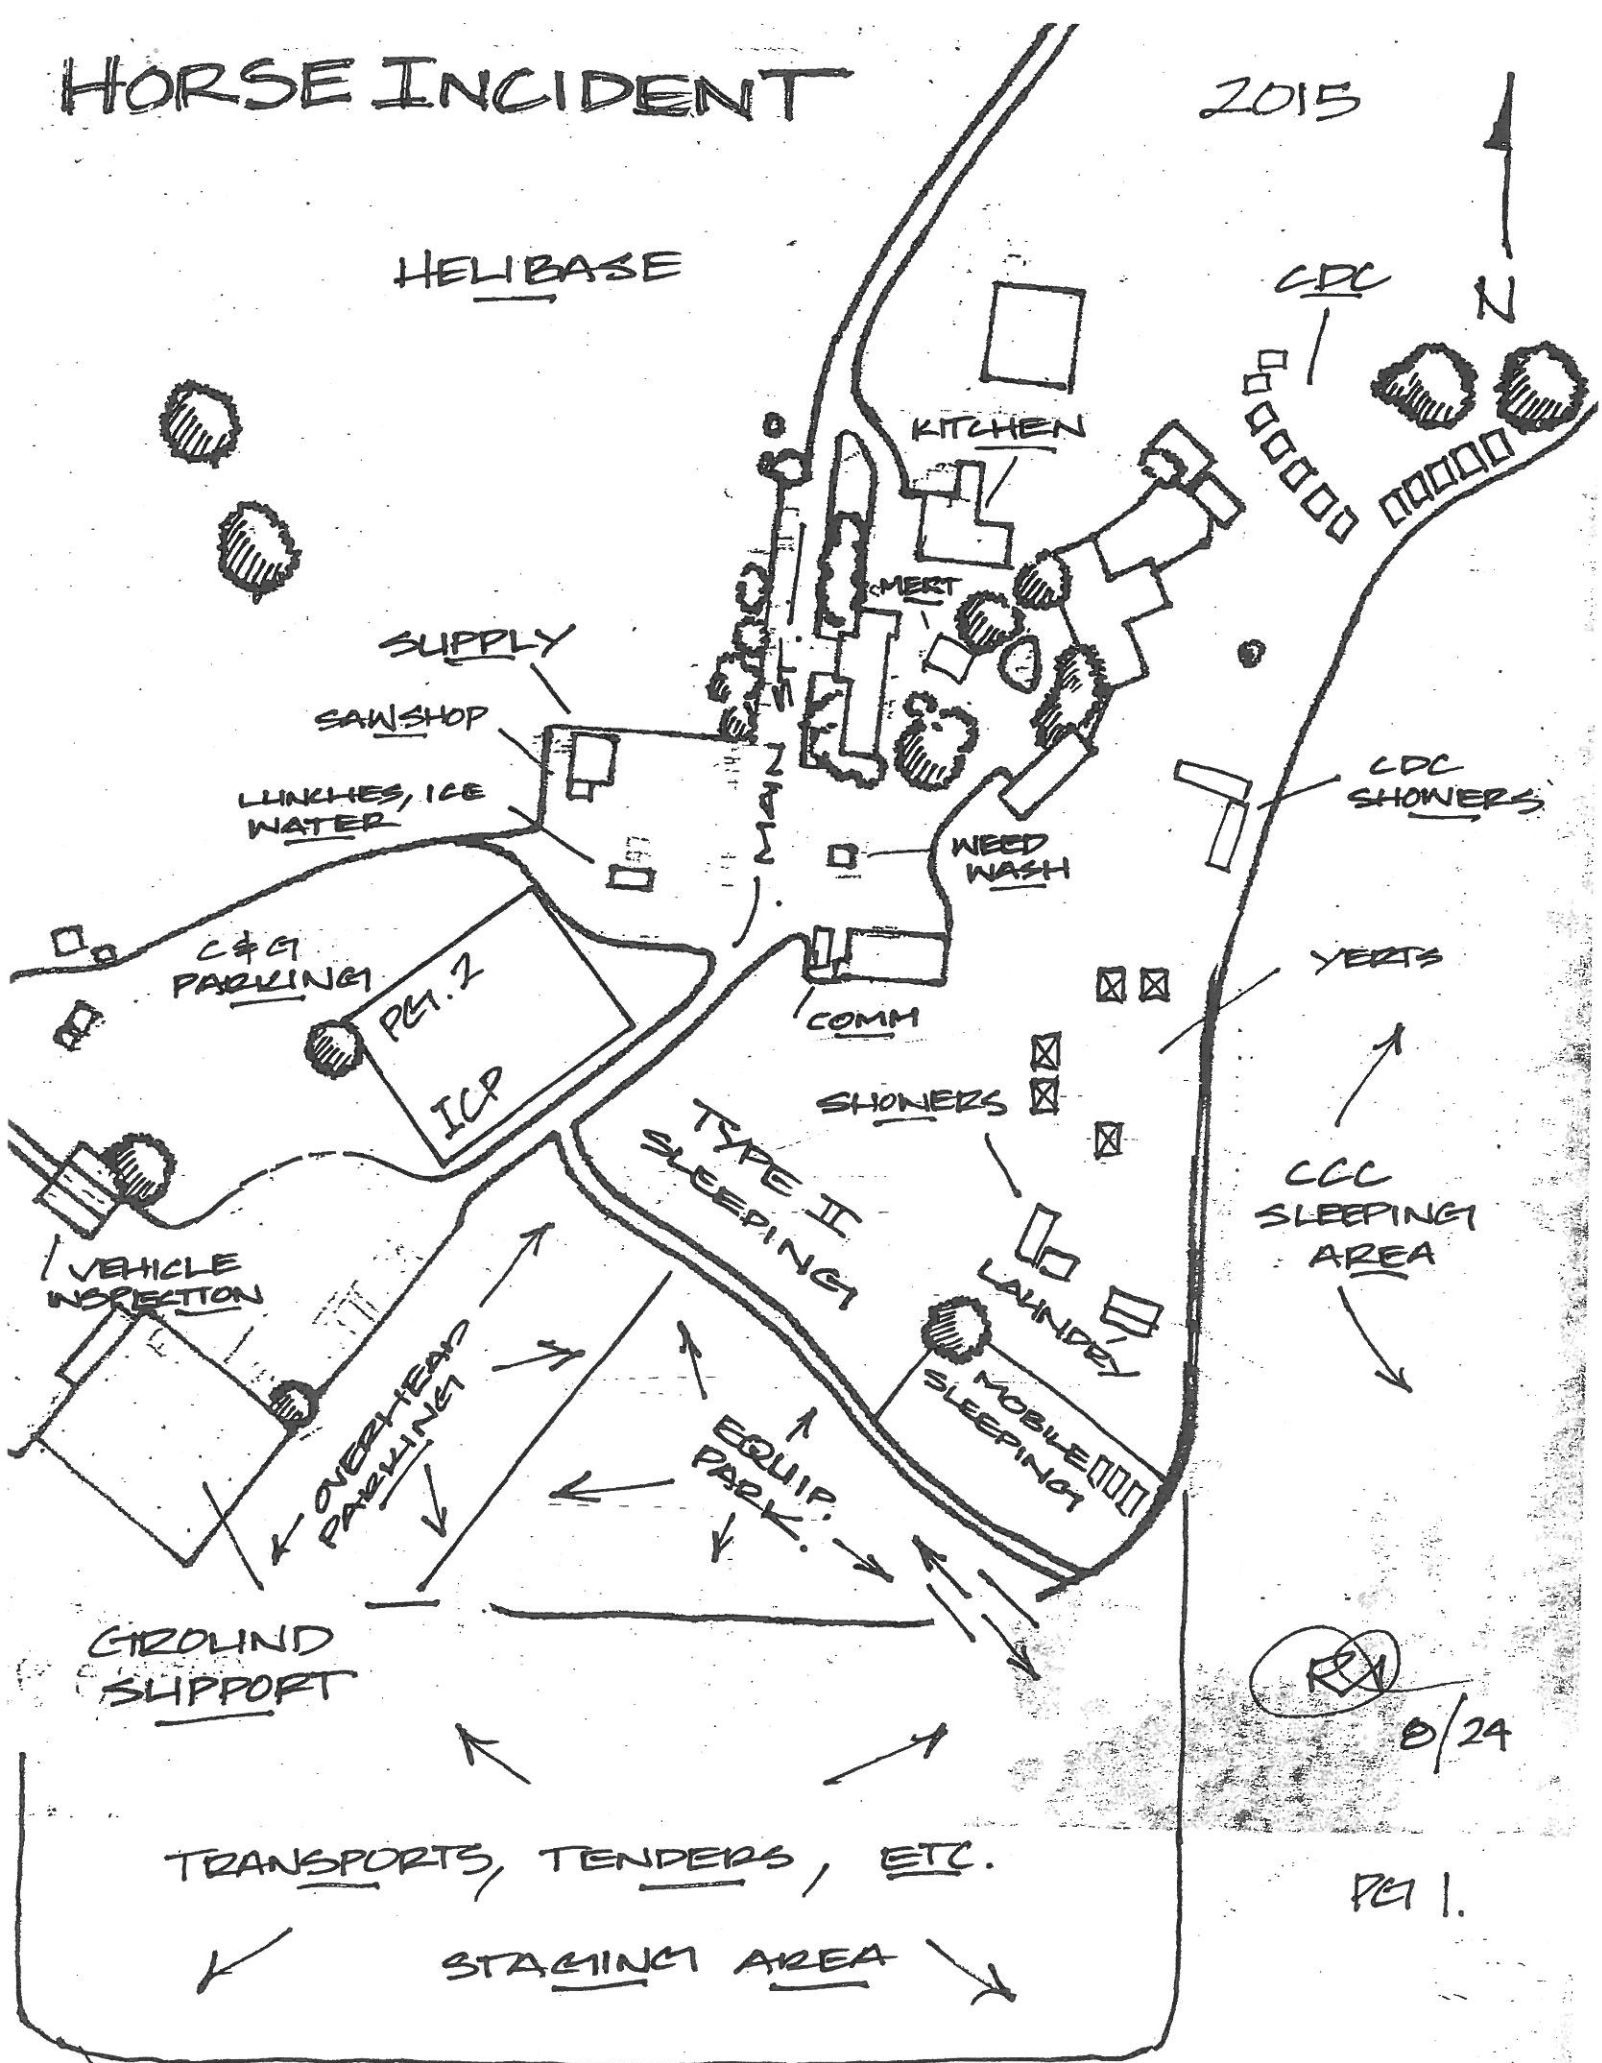 HORSE INCIDENT
2015
N
HELIBASE
CDC
KITCHEN
MERT
SUPPLY
SAWSHOP
LUNCHES, ICE
WATER
MAIN
WEED
WASH
CDC
SHOWERS
C&G
PARKING
PG. 2
ICP
COMM
YERTS
SHOWERS
TYPE II
SLEEPING
CCC
SLEEPING
AREA
VEHICLE
INSPECTION
LAUNDRY
MOBILE
SLEEPING
OVERHEAD
PARKING
EQUIP.
PARK.
GROUND
SUPPORT
8/24
TRANSPORTS, TENDERS, ETC.
STAGING AREA
PG 1.